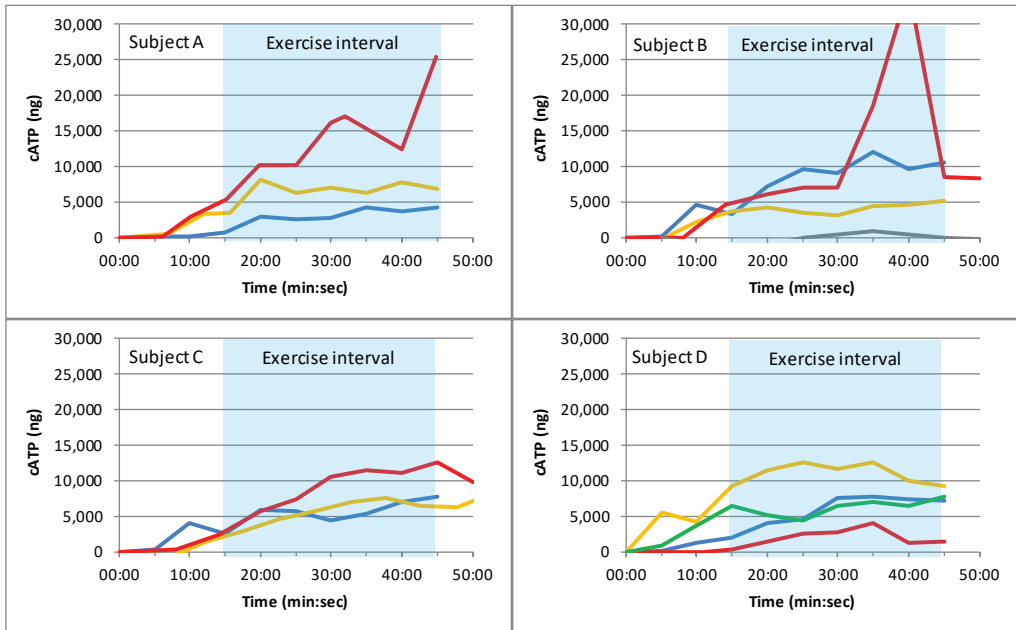 Subject A
Exercise interval
30,000
25,000
20,000
15,000
10,000
5,000
0
cATP (ng)
00:00 10:00 20:00 30:00 40:00 50:00
Time (min:sec)
Subject B
Exercise interval
30,000
25,000
20,000
15,000
10,000
5,000
0
cATP (ng)
00:00 10:00 20:00 30:00 40:00 50:00
Time (min:sec)
Subject C
Exercise interval
30,000
25,000
20,000
15,000
10,000
5,000
0
cATP (ng)
00:00 10:00 20:00 30:00 40:00 50:00
Time (min:sec)
Subject D
Exercise interval
30,000
25,000
20,000
15,000
10,000
5,000
0
cATP (ng)
00:00 10:00 20:00 30:00 40:00 50:00
Time (min:sec)